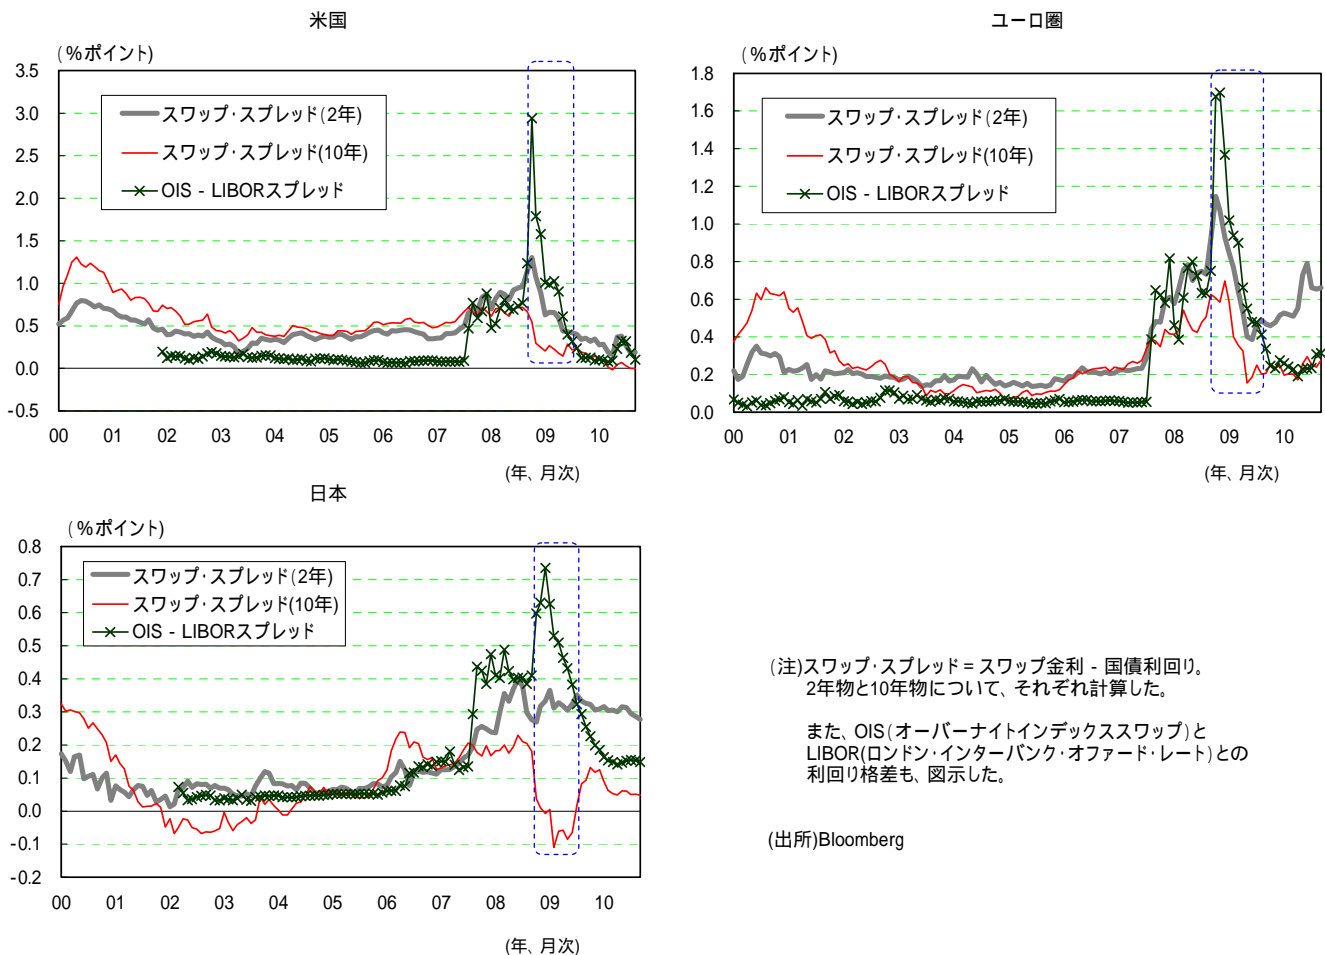 米国
(%ポイント)
3.5
3.0
2.5
2.0
1.5
1.0
0.5
0.0
-0.5
スワップ・スプレッド(2年)
スワップ・スプレッド(10年)
OIS - LIBORスプレッド
00 01 02 03 04 05 06 07 08 09 10
(年、月次)
ユーロ圏
(%ポイント)
1.8
1.6
1.4
1.2
1.0
0.8
0.6
0.4
0.2
0.0
スワップ・スプレッド(2年)
スワップ・スプレッド(10年)
OIS - LIBORスプレッド
00 01 02 03 04 05 06 07 08 09 10
(年、月次)
日本
(%ポイント)
0.8
0.7
0.6
0.5
0.4
0.3
0.2
0.1
0.0
-0.1
-0.2
スワップ・スプレッド(2年)
スワップ・スプレッド(10年)
OIS - LIBORスプレッド
00 01 02 03 04 05 06 07 08 09 10
(年、月次)
(注)スワップ・スプレッド=スワップ金利 - 国債利回り。
2年物と10年物について、それぞれ計算した。
また、OIS(オーバーナイトインデックススワップ)と
LIBOR(ロンドン・インターバンク・オファード・レート)との
利回り格差も、図示した。
(出所)Bloomberg